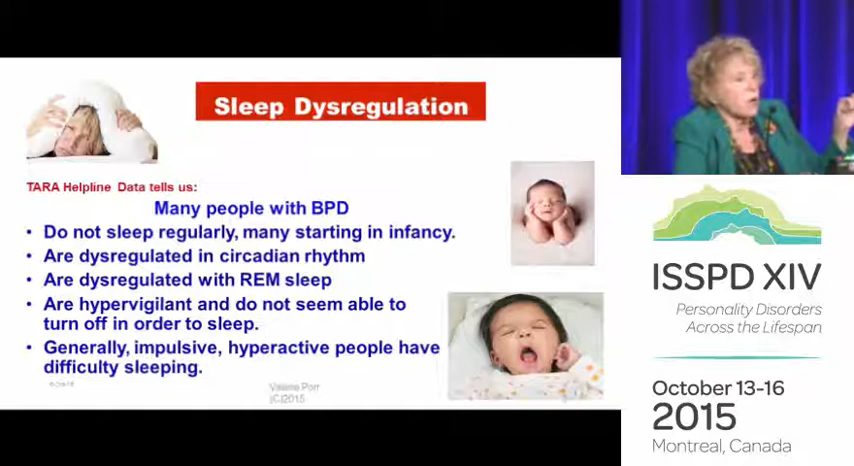 Sleep Dysregulation
TARA Helpline Data tells us:
Many people with BPD
• Do not sleep regularly, many starting in infancy.
• Are dysregulated in circadian rhythm
• Are dysregulated with REM sleep
• Are hypervigilant and do not seem able to
turn off in order to sleep.
• Generally, impulsive, hyperactive people have
difficulty sleeping.
Valerie Porr
(C)2015
ISSPD XIV
Personality Disorders
Across the Lifespan
October 13-16
2015
Montreal, Canada